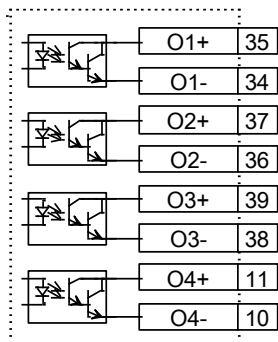 O1+ 35
O1- 34
O2+ 37
O2- 36
O3+ 39
O3- 38
O4+ 11
O4- 10